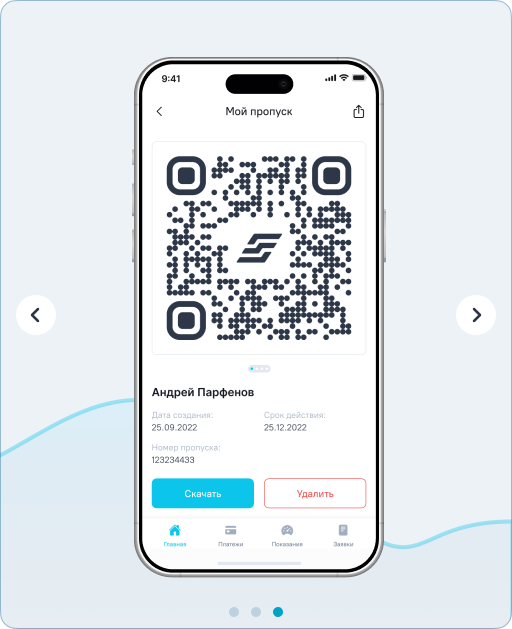 9:41
Мой пропуск
Андрей Парфенов
Дата создания: Срок действия:
25.09.2022 25.12.2022
Номер пропуска:
123234433
Скачать Удалить
Главная Платежи Показания Заявки